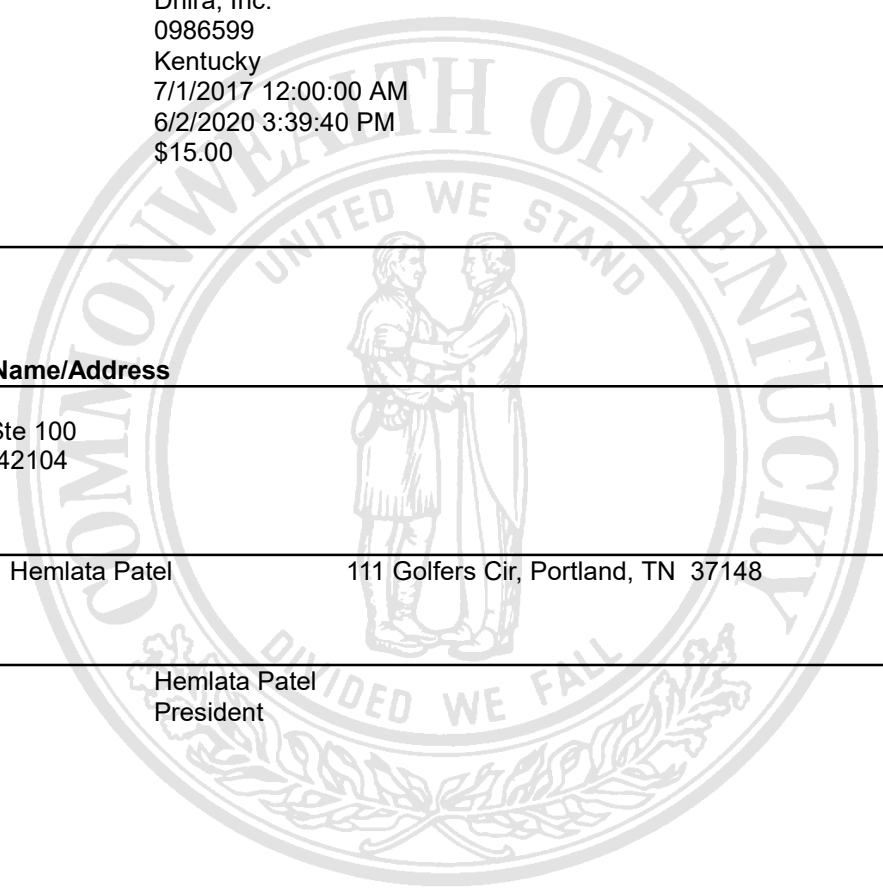 0986599
Kentucky
7/1/2017 12:00:00 AM
6/2/2020 3:39:40 PM
$15.00
COMMONWEALTH OF KENTUCKY
UNITED WE STAND
Name/Address
Ste 100
42104
Hemlata Patel 111 Golfers Cir, Portland, TN 37148
Hemlata Patel
President
DIVIDED WE FALL